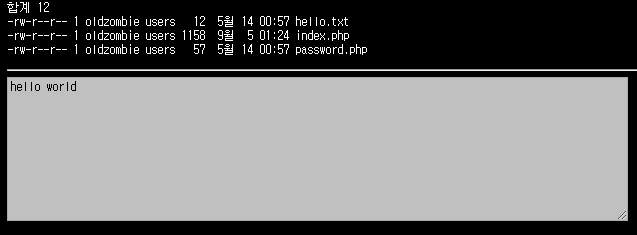 합계 12
-rw-r--r-- 1 oldzombie users   12  5월 14 00:57 hello.txt
-rw-r--r-- 1 oldzombie users 1158  9월  5 01:24 index.php
-rw-r--r-- 1 oldzombie users   57  5월 14 00:57 password.php
hello world